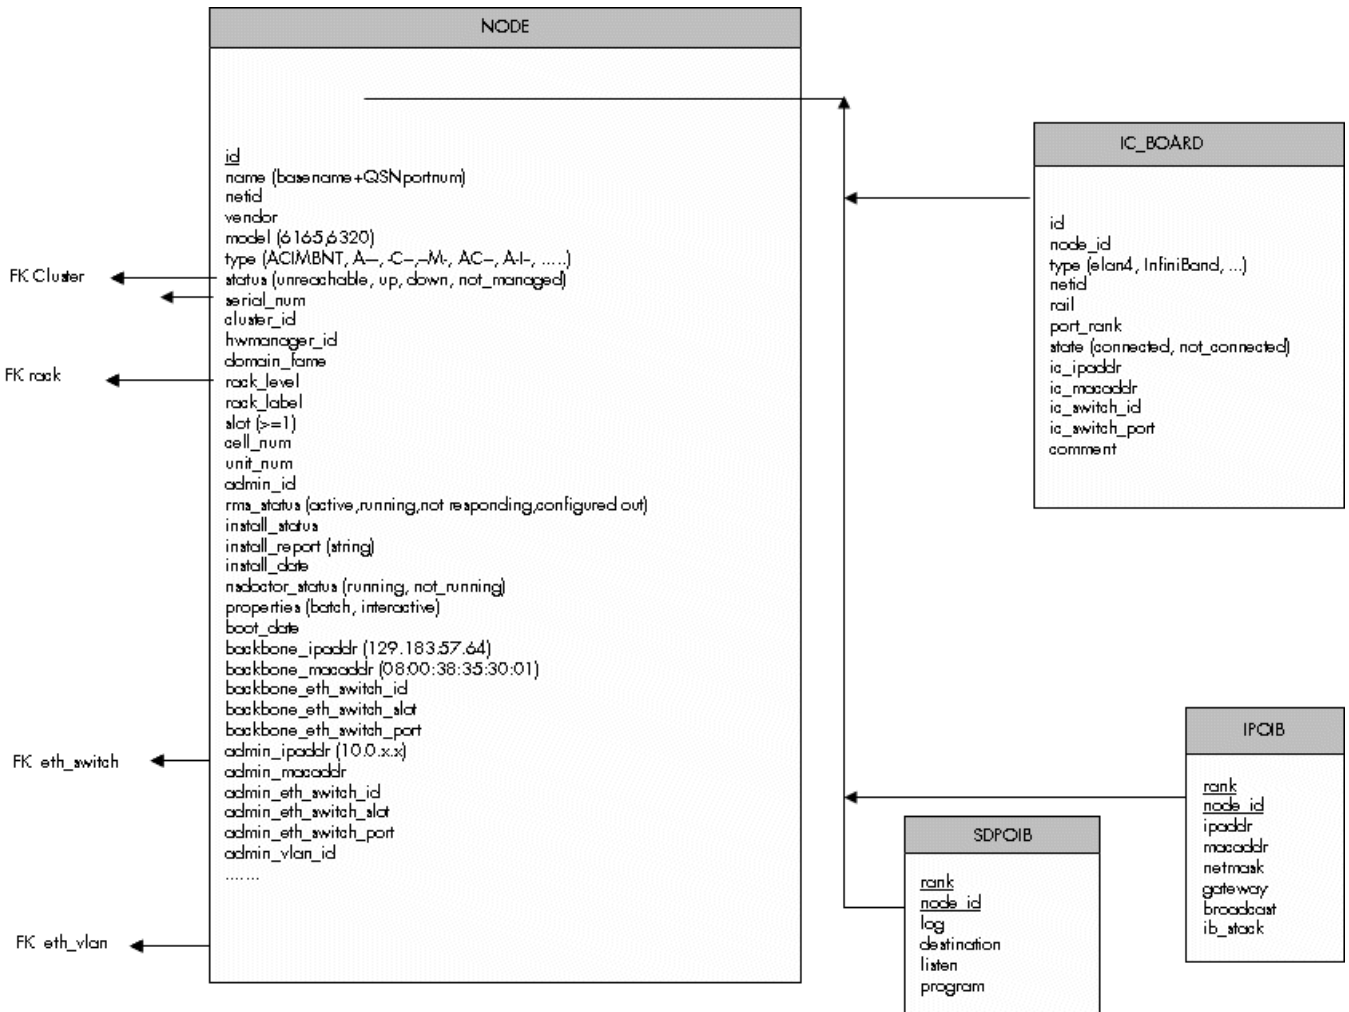 NODE
id
name (basename+QSNportnum)
netid
vendor
model (6165,6320)
type (ACIMBNT, A--, -C--,--M-, AC--, A-I-, .....)
status (unreachable, up, down, not_managed)
serial_num
cluster_id
hwmanager_id
domain_fame
rack_level
rack_label
slot (>=1)
cell_num
unit_num
admin_id
rms_status (active,running,not responding,configured out)
install_status
install_report (string)
install_date
nsdoctor_status (running, not_running)
properties (batch, interactive)
boot_date
backbone_ipaddr (129.183.57.64)
backbone_macaddr (08:00:38:35:30:01)
backbone_eth_switch_id
backbone_eth_switch_slot
backbone_eth_switch_port
admin_ipaddr (10.0.x.x)
admin_macaddr
admin_eth_switch_id
admin_eth_switch_slot
admin_eth_switch_port
admin_vlan_id
.......
FK Cluster
FK rack
FK eth_switch
FK eth_vlan
IC_BOARD
id
node_id
type (elan4, InfiniBand, ...)
netid
rail
port_rank
state (connected, not_connected)
ic_ipaddr
ic_macaddr
ic_switch_id
ic_switch_port
comment
IPOIB
rank
node_id
ipaddr
macaddr
netmask
gateway
broadcast
ib_stack
SDPOIB
rank
node_id
log
destination
listen
program